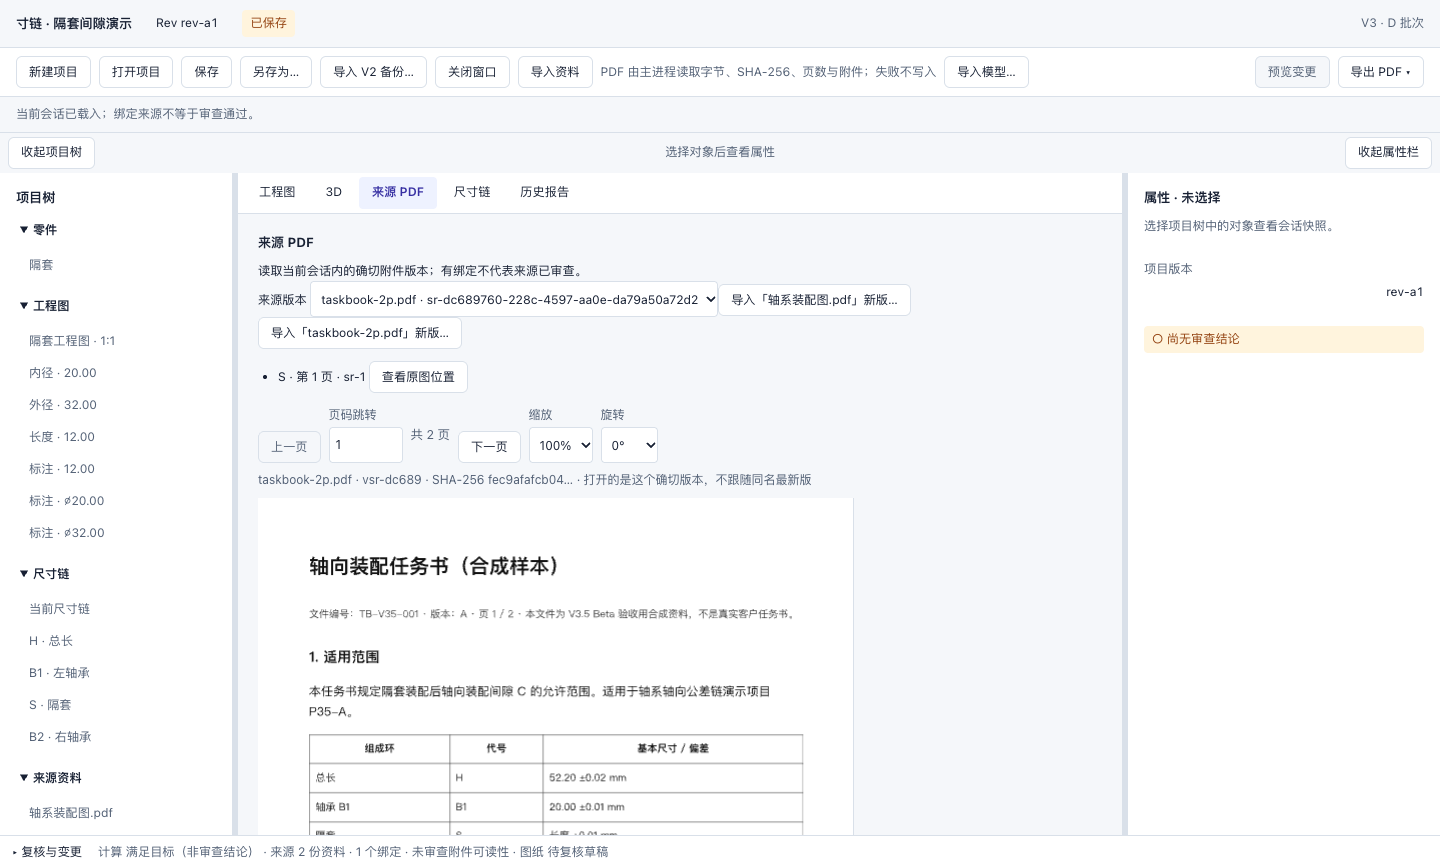 寸链 · 隔套间隙演示 Rev rev-a1 已保存 V3 · D 批次
新建项目 打开项目 保存 另存为... 导入 V2 备份... 关闭窗口 导入资料 PDF 由主进程读取字节、SHA-256、页数与附件；失败不写入 导入模型... 预览变更 导出 PDF ▾
当前会话已载入；绑定来源不等于审查通过。
收起项目树 选择对象后查看属性 收起属性栏
项目树
▼ 零件
隔套
▼ 工程图
隔套工程图 · 1:1
内径 · 20.00
外径 · 32.00
长度 · 12.00
标注 · 12.00
标注 · ⌀20.00
标注 · ⌀32.00
▼ 尺寸链
当前尺寸链
H · 总长
B1 · 左轴承
S · 隔套
B2 · 右轴承
▼ 来源资料
轴系装配图.pdf
工程图 3D 来源 PDF 尺寸链 历史报告
来源 PDF
读取当前会话内的确切附件版本；有绑定不代表来源已审查。
来源版本 taskbook-2p.pdf · sr-dc689760-228c-4597-aa0e-da79a50a72d2 导入「轴系装配图.pdf」新版...
导入「taskbook-2p.pdf」新版...
• S · 第 1 页 · sr-1 查看原图位置
页码跳转 缩放 旋转
上一页 1 共 2 页 下一页 100% 0°
taskbook-2p.pdf · vsr-dc689 · SHA-256 fec9afafcb04... · 打开的是这个确切版本，不跟随同名最新版
轴向装配任务书（合成样本）
文件编号：TB-V35-001 · 版本：A · 页 1 / 2 · 本文件为 V3.5 Beta 验收用合成资料，不是真实客户任务书。
1. 适用范围
本任务书规定隔套装配后轴向装配间隙 C 的允许范围。适用于轴系轴向公差链演示项目
P35-A。
组成环 代号 基本尺寸 / 偏差
总长 H 52.20 ±0.02 mm
轴承 B1 B1 20.00 ±0.01 mm
隔套 S 长度 ±0.01 mm
属性 · 未选择
选择项目树中的对象查看会话快照。
项目版本
rev-a1
○ 尚无审查结论
▸ 复核与变更 计算 满足目标（非审查结论） · 来源 2 份资料 · 1 个绑定 · 未审查附件可读性 · 图纸 待复核草稿